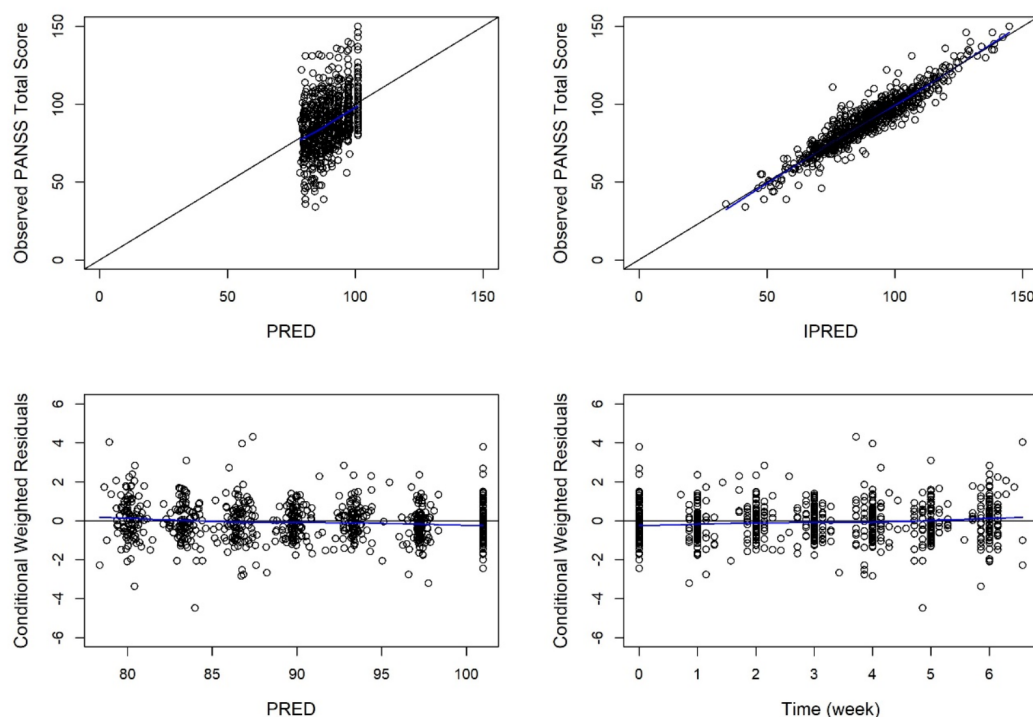 Observed PANSS Total Score
150
100
50
0
0 50 100 150
PRED
Observed PANSS Total Score
150
100
50
0
0 50 100 150
IPRED
Conditional Weighted Residuals
6
4
2
0
-2
-4
-6
80 85 90 95 100
PRED
Conditional Weighted Residuals
6
4
2
0
-2
-4
-6
0 1 2 3 4 5 6
Time (week)